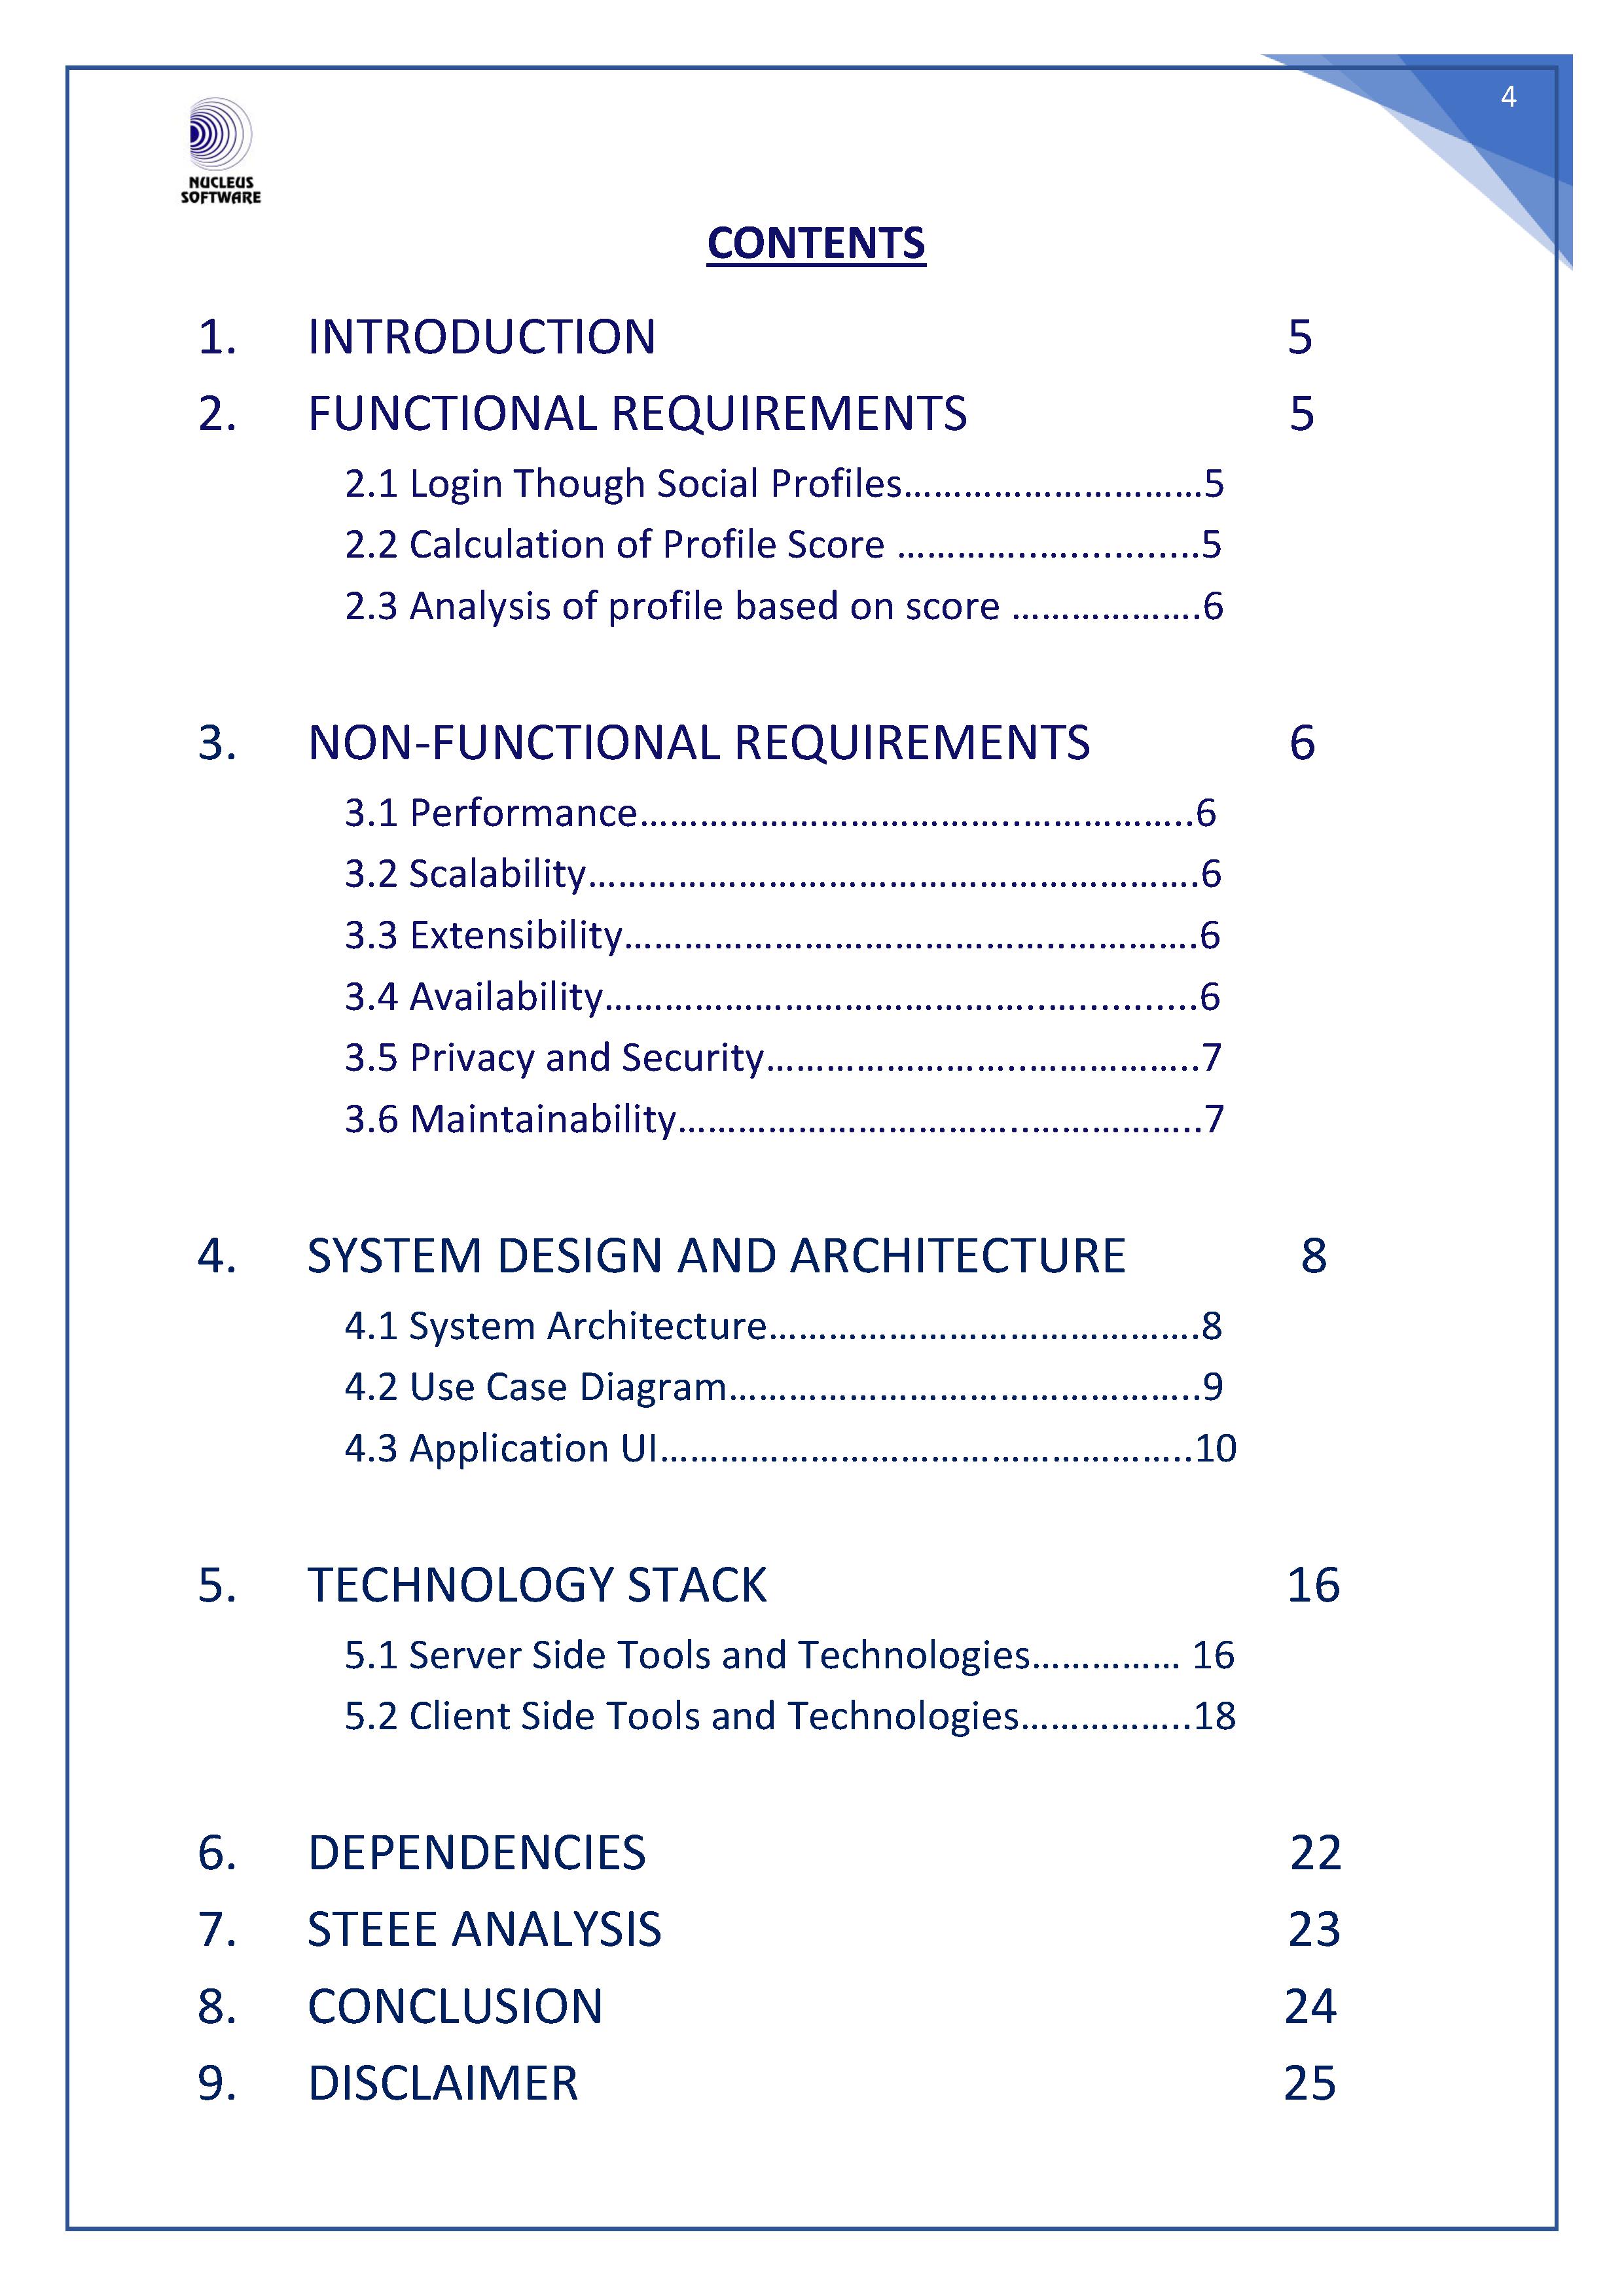 4
NUCLEUS
SOFTWARE
CONTENTS
1. INTRODUCTION 5
2. FUNCTIONAL REQUIREMENTS 5
2.1 Login Though Social Profiles…………………………5
2.2 Calculation of Profile Score …………..…...........5
2.3 Analysis of profile based on score ……………….6
3. NON-FUNCTIONAL REQUIREMENTS 6
3.1 Performance………………………………..……………..6
3.2 Scalability…………………………………………………….6
3.3 Extensibility……………………………………..………….6
3.4 Availability……………………………………..…...........6
3.5 Privacy and Security……………………..……………..7
3.6 Maintainability……………………………..……………..7
4. SYSTEM DESIGN AND ARCHITECTURE 8
4.1 System Architecture…………………………………….8
4.2 Use Case Diagram………………………………………..9
4.3 Application UI……………………………………………..10
5. TECHNOLOGY STACK 16
5.1 Server Side Tools and Technologies…………… 16
5.2 Client Side Tools and Technologies……………..18
6. DEPENDENCIES 22
7. STEEE ANALYSIS 23
8. CONCLUSION 24
9. DISCLAIMER 25